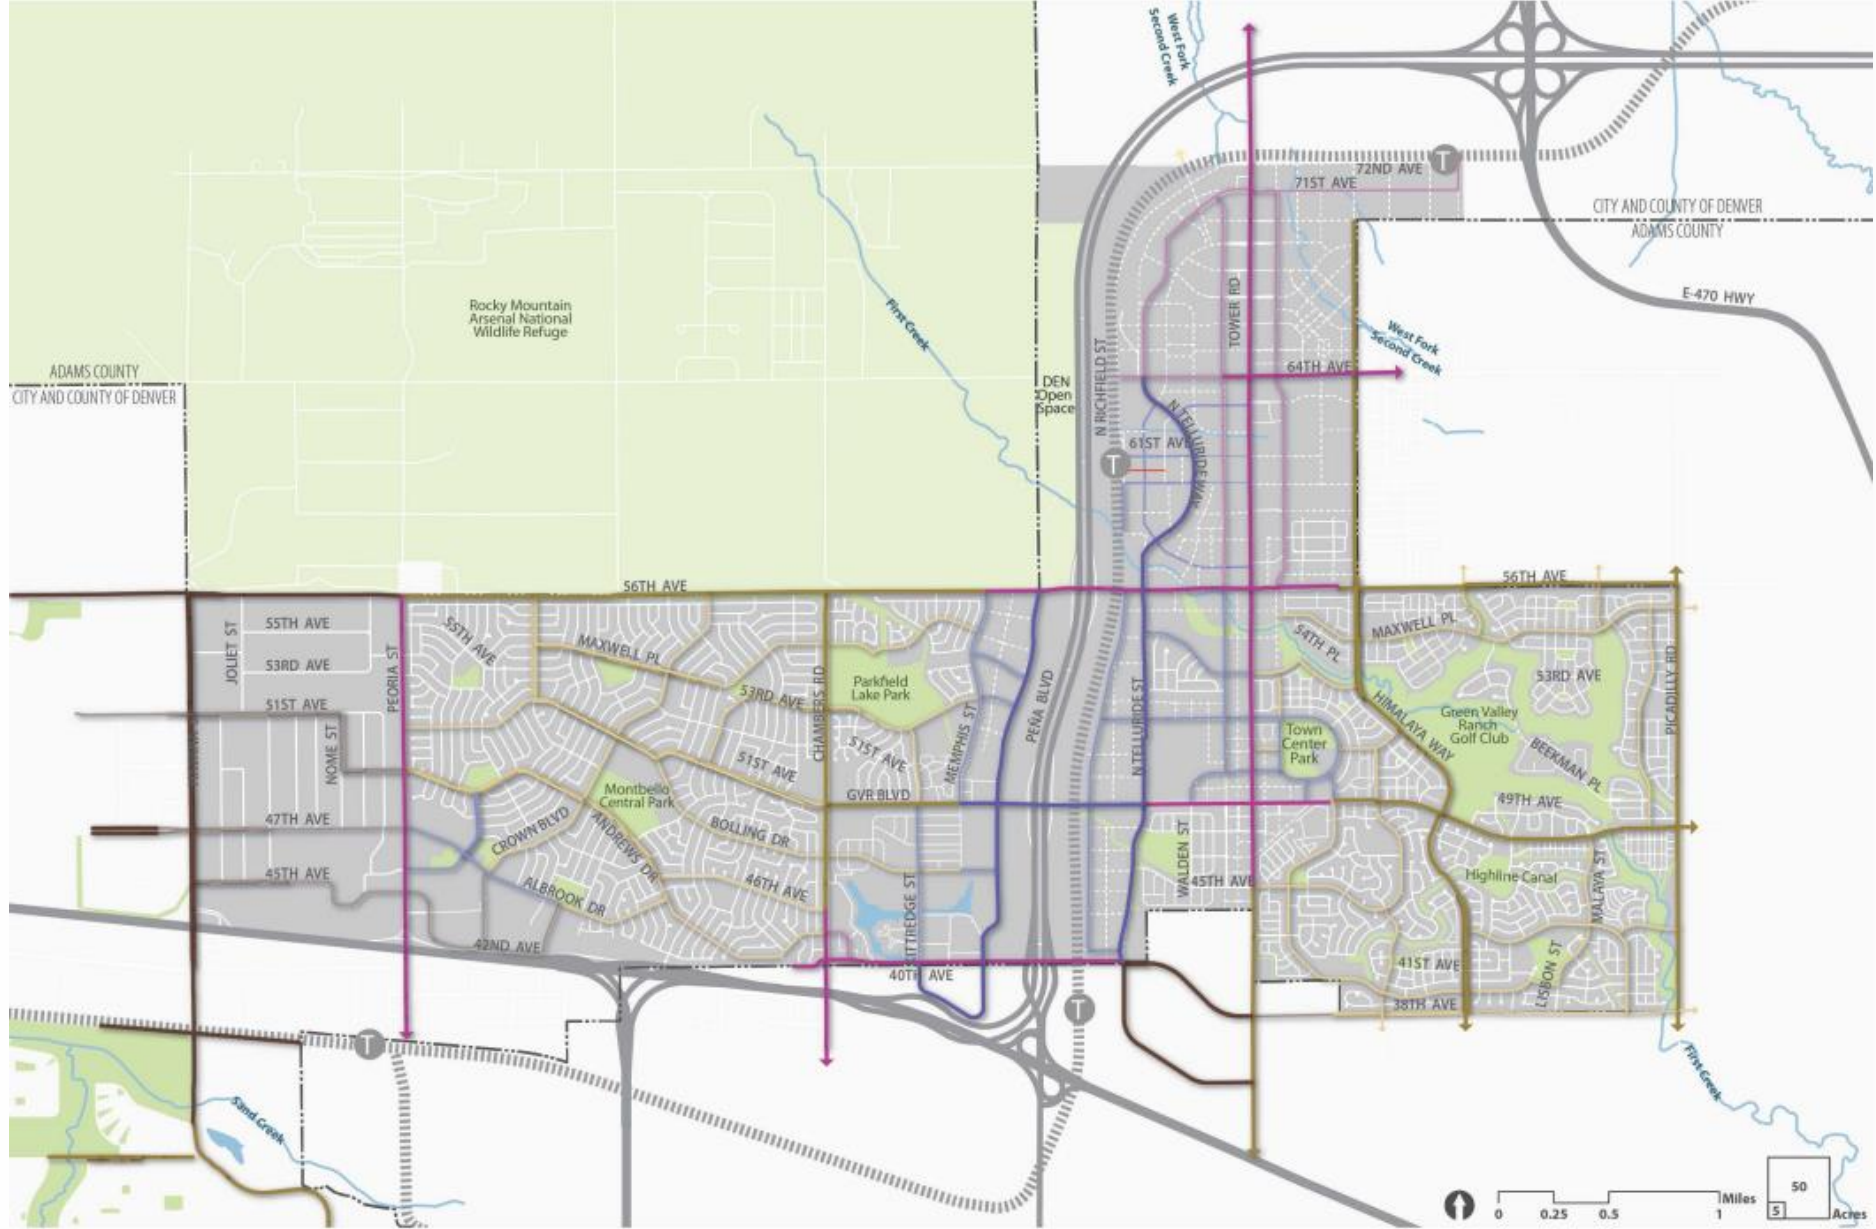 West Fork
Second Creek
T
72ND AVE
71ST AVE
CITY AND COUNTY OF DENVER
ADAMS COUNTY
E-470 HWY
TOWER RD
Rocky Mountain
Arsenal National
Wildlife Refuge
First Creek
N RICHFIELD ST
West Fork
Second Creek
64TH AVE
ADAMS COUNTY
CITY AND COUNTY OF DENVER
DEN
Open
Space
N TELLURIDE WAY
61ST AVE
T
56TH AVE
56TH AVE
JOLIET ST
55TH AVE
55TH AVE
MAXWELL PL
54TH PL
MAXWELL PL
53RD AVE
PEORIA ST
53RD AVE
CHAMBERS RD
Parkfield
Lake Park
PEÑA BLVD
N TELLURIDE ST
53RD AVE
PICADILLY RD
51ST AVE
NOME ST
51ST AVE
51ST AVE
MEMPHIS ST
Town
Center
Park
HIMALAYA WAY
Green Valley
Ranch
Golf Club
BEEKMAN PL
Montbello
Central Park
GVR BLVD
49TH AVE
47TH AVE
CROWN BLVD
ANDREWS DR
BOLLING DR
WALDEN ST
45TH AVE
ALBROOK DR
46TH AVE
KITTREDGE ST
45TH AVE
Highline Canal
MALAYA ST
42ND AVE
40TH AVE
41ST AVE
LISBON ST
38TH AVE
T
T
Sand Creek
First Creek
50
5
Acres
0
0.25
0.5
1
Miles